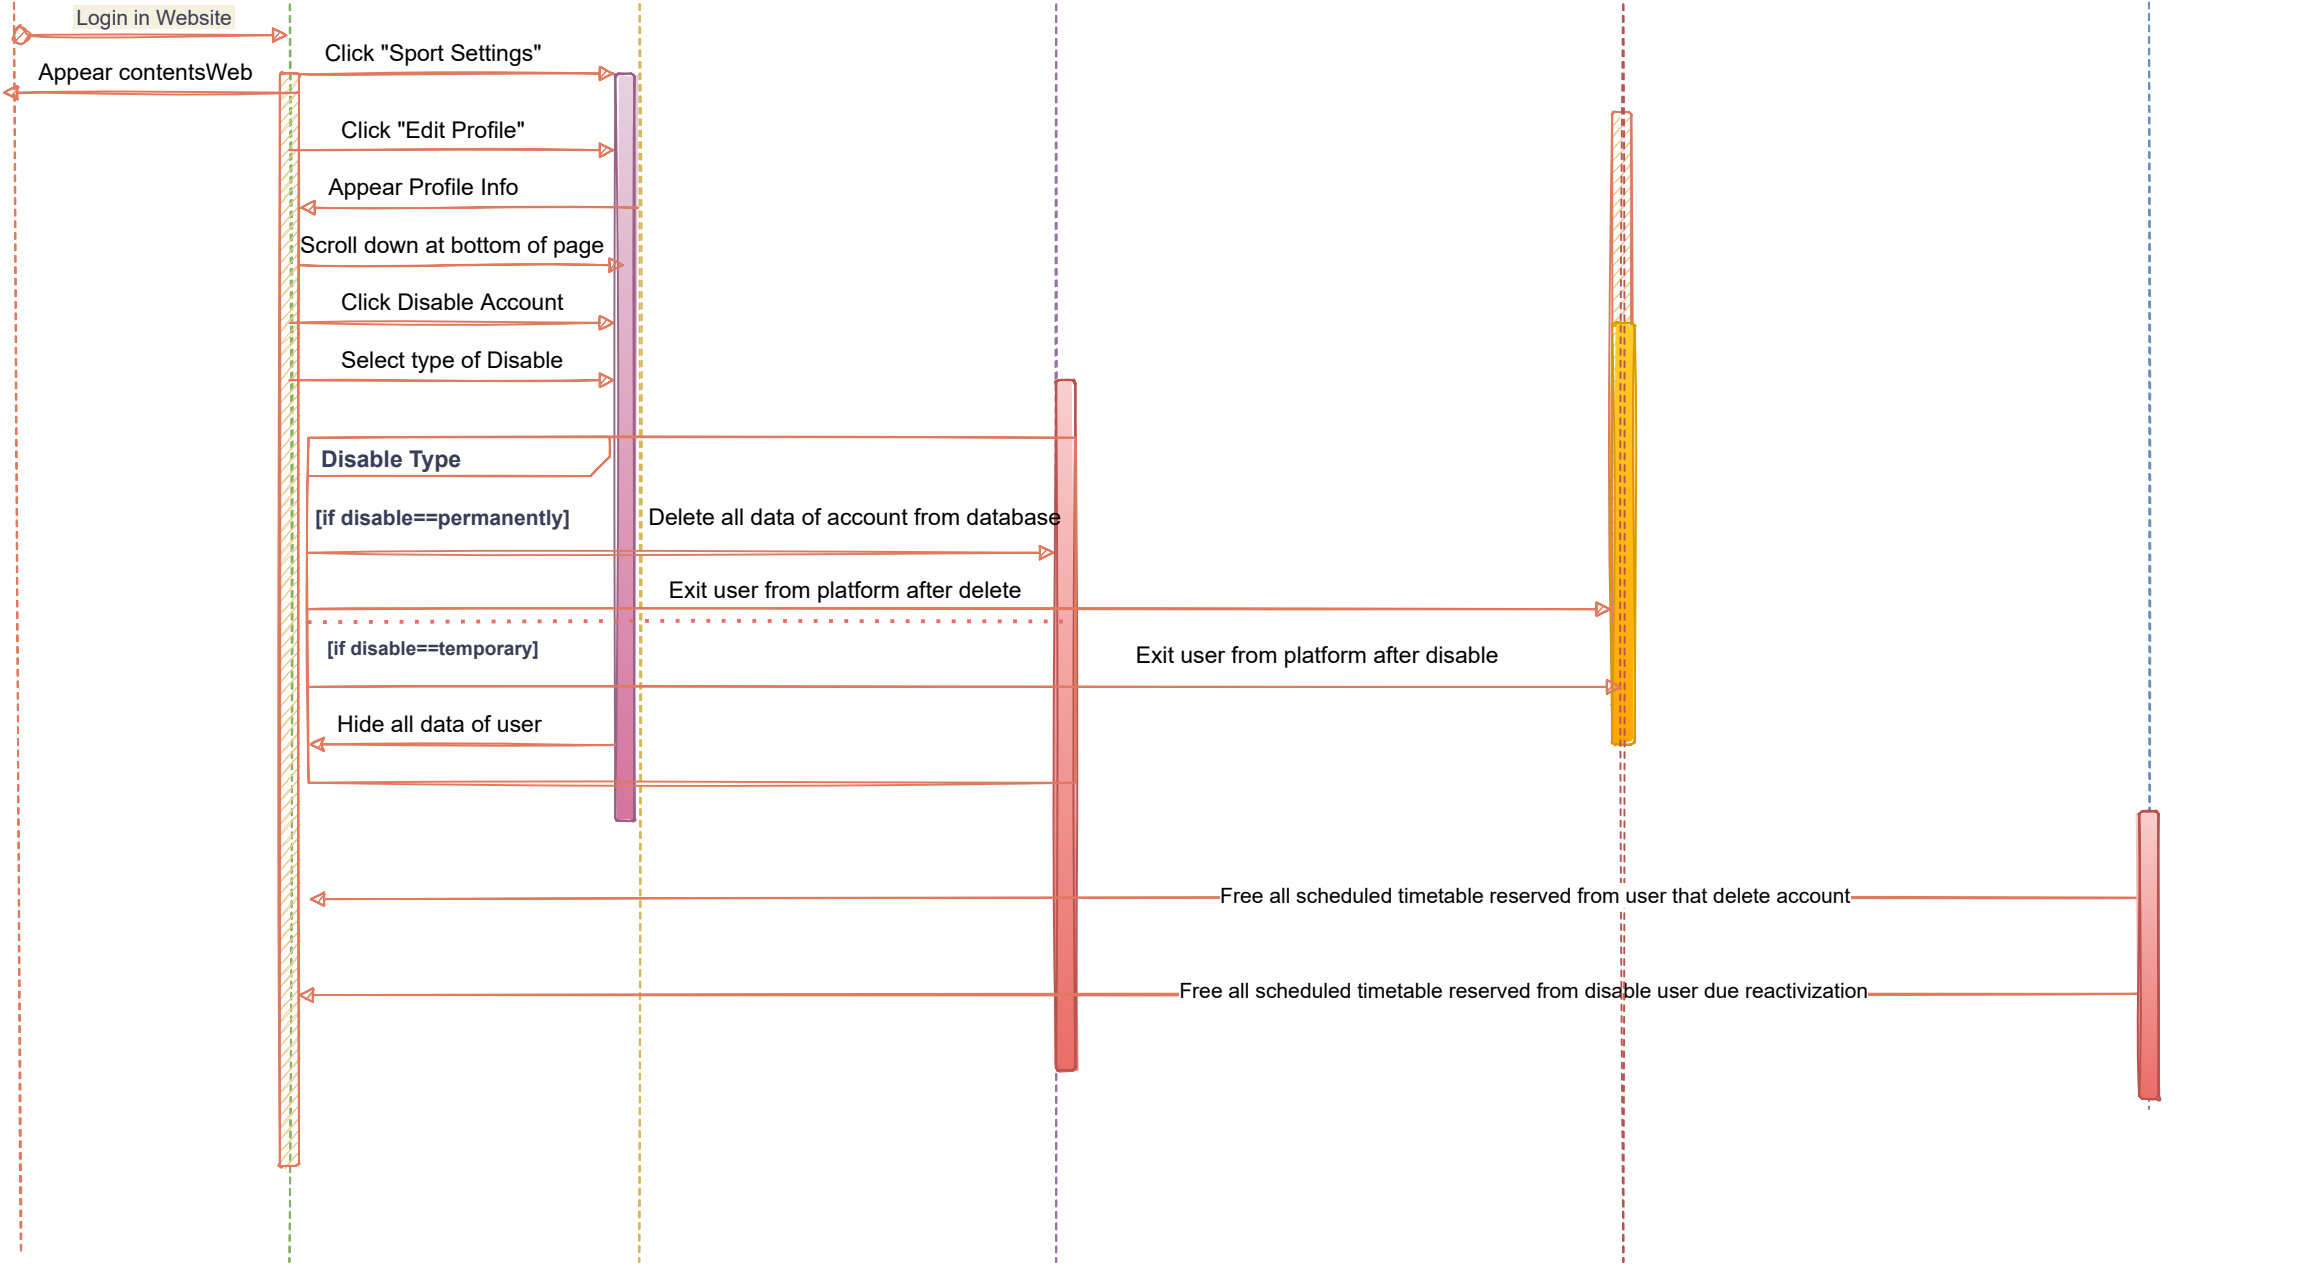 Login in Website
Click "Sport Settings"
Appear contentsWeb
Click "Edit Profile"
Appear Profile Info
Scroll down at bottom of page
Click Disable Account
Select type of Disable
Disable Type
[if disable==permanently]
Delete all data of account from database
Exit user from platform after delete
[if disable==temporary]
Exit user from platform after disable
Hide all data of user
Free all scheduled timetable reserved from user that delete account
Free all scheduled timetable reserved from disable user due reactivization